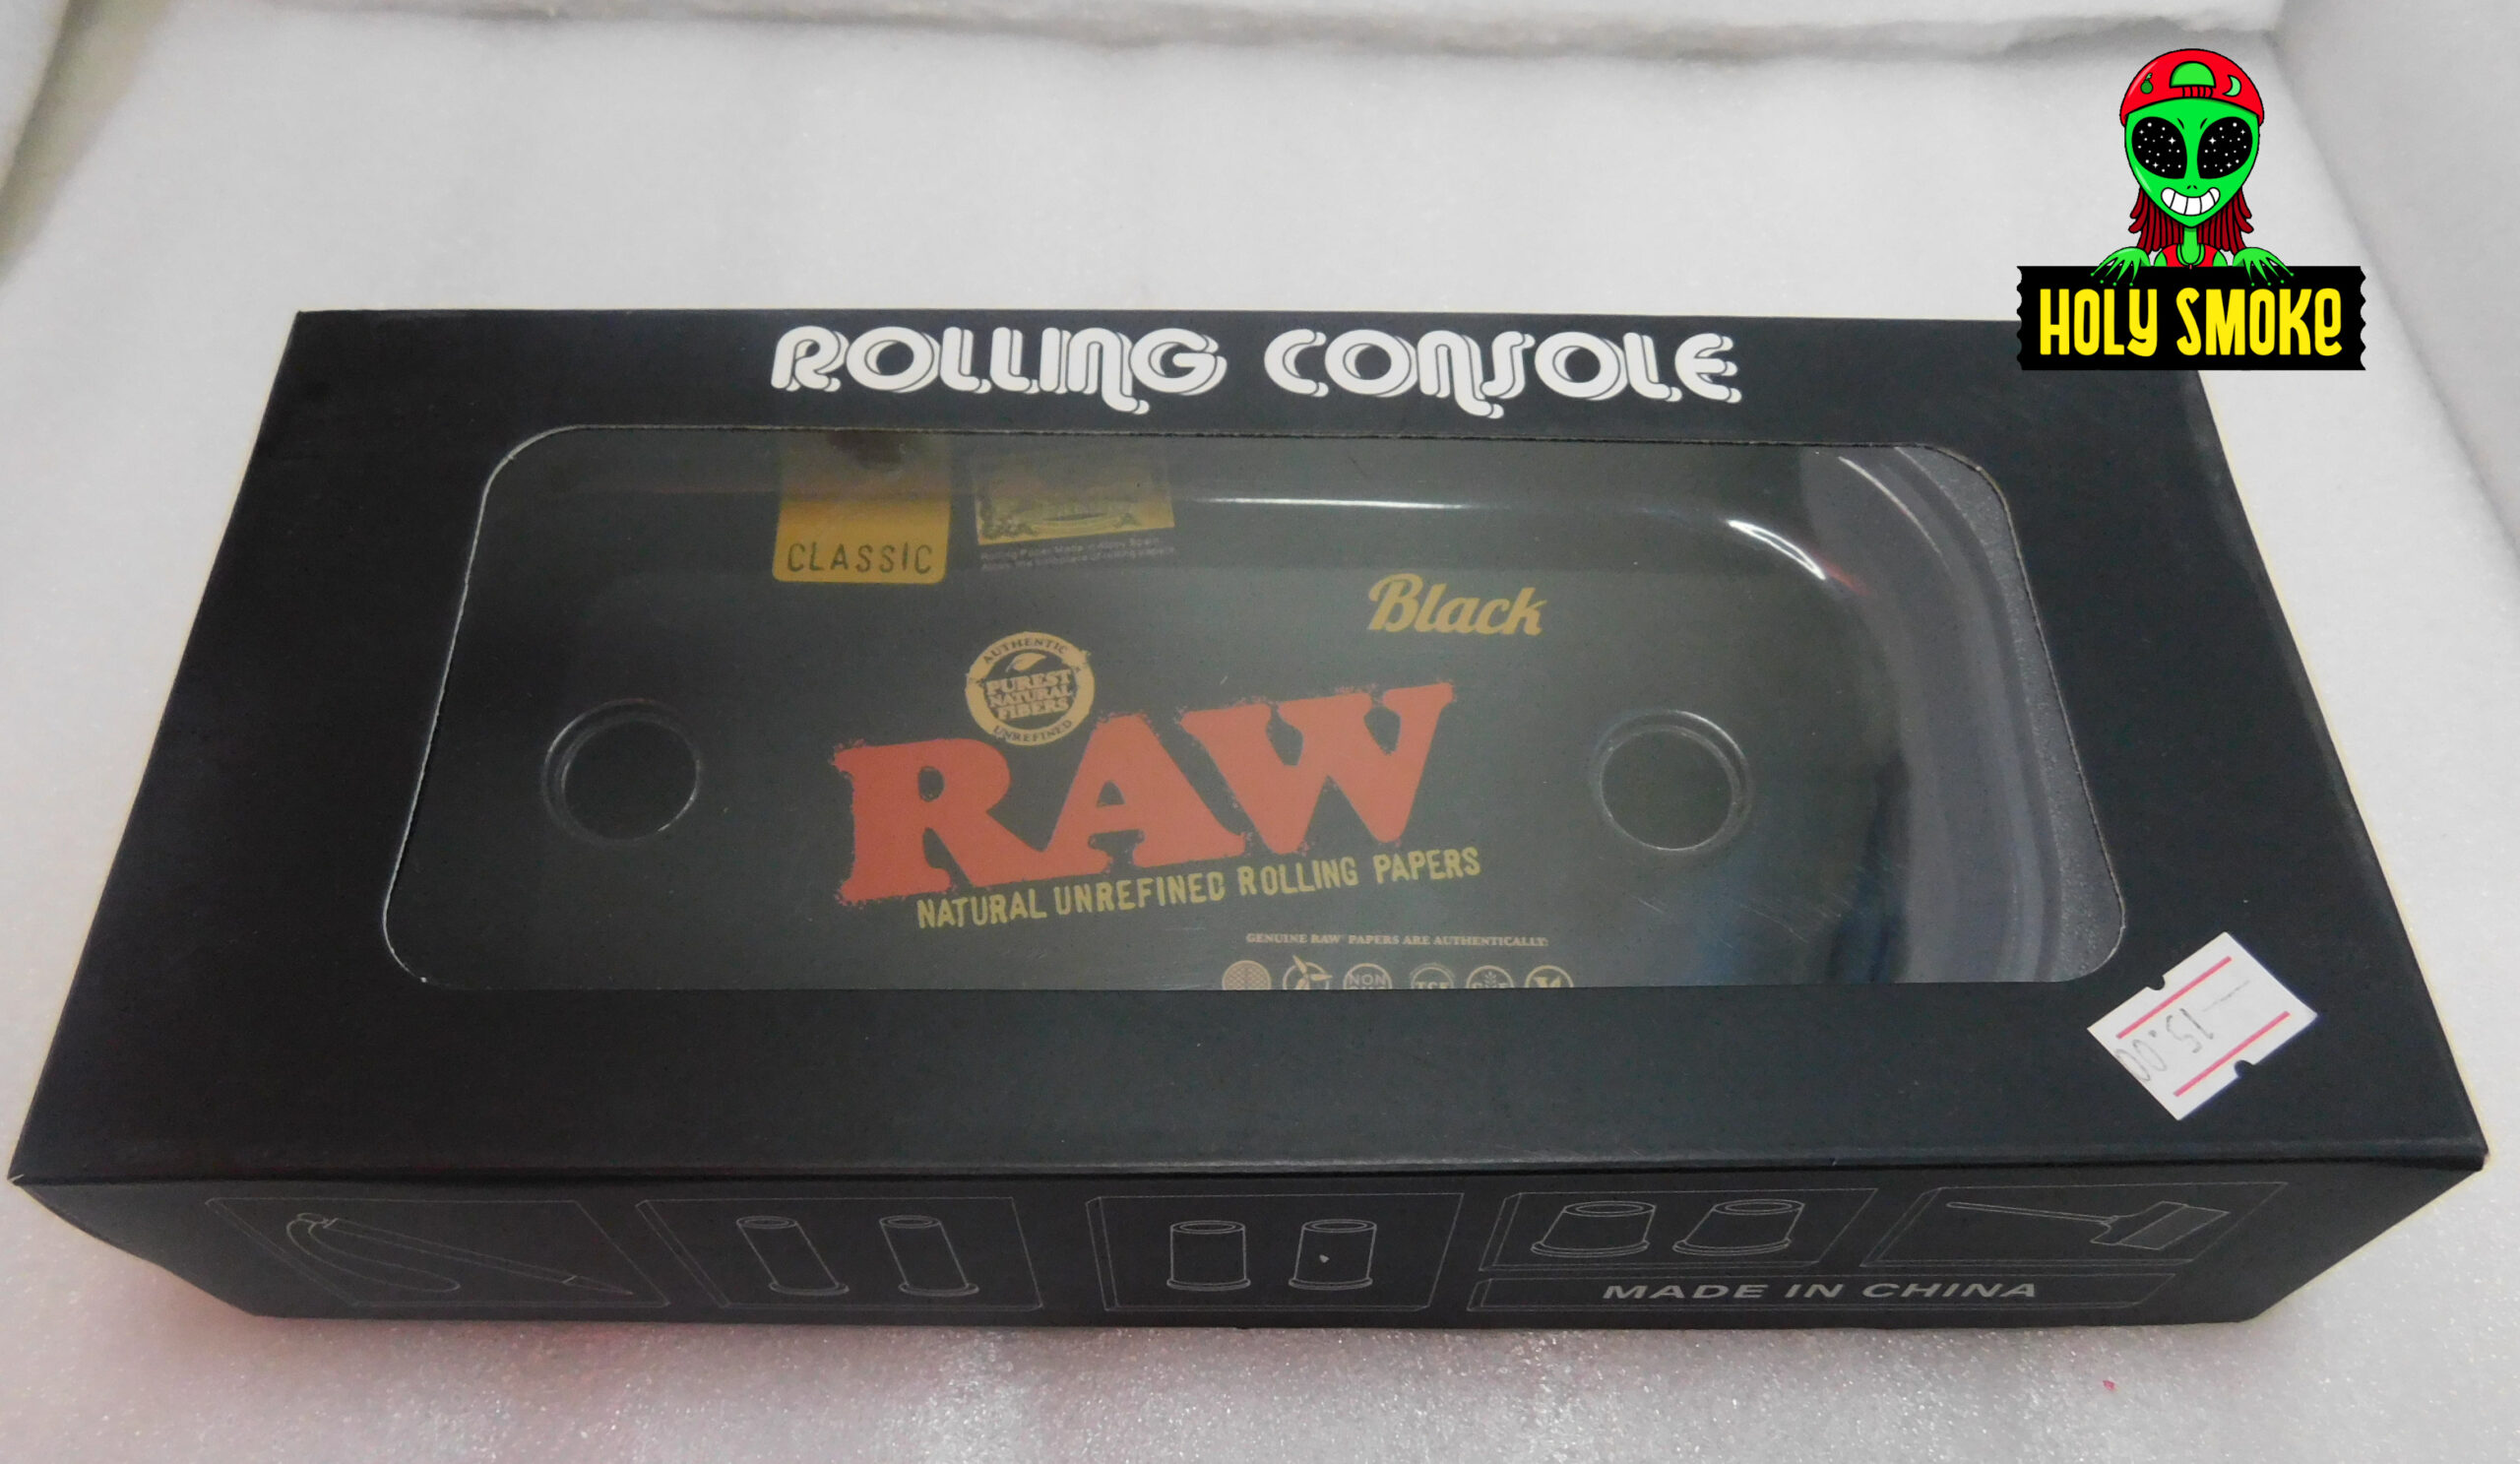 HOLY SMOKE
ROLLING CONSOLE
CLASSIC
Black
AUTHENTIC
PUREST
NATURAL
FIBERS
UNREFINED
RAW
NATURAL UNREFINED ROLLING PAPERS
GENUINE RAW PAPERS ARE AUTHENTICALLY:
NON
15.00
MADE IN CHINA